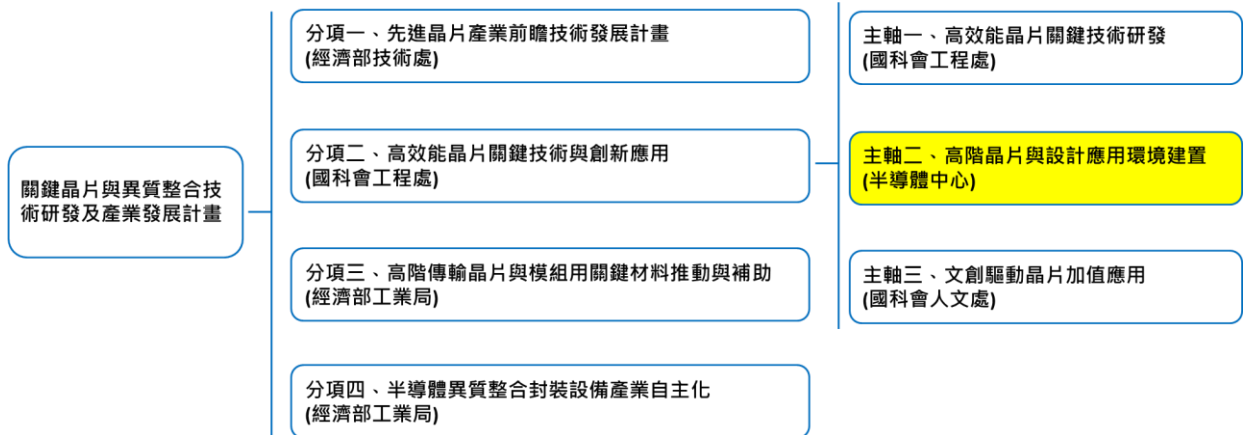 關鍵晶片與異質整合技
術研發及產業發展計畫
分項一、先進晶片產業前瞻技術發展計畫
(經濟部技術處)
分項二、高效能晶片關鍵技術與創新應用
(國科會工程處)
分項三、高階傳輸晶片與模組用關鍵材料推動與補助
(經濟部工業局)
分項四、半導體異質整合封裝設備產業自主化
(經濟部工業局)
主軸一、高效能晶片關鍵技術研發
(國科會工程處)
主軸二、高階晶片與設計應用環境建置
(半導體中心)
主軸三、文創驅動晶片加值應用
(國科會人文處)